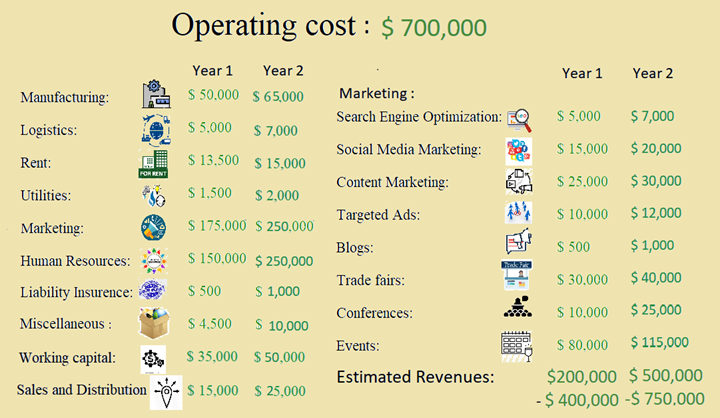 Operating cost : $ 700,000
Year 1 Year 2
Manufacturing: $ 50,000 $ 65,000
Logistics: $ 5,000 $ 7,000
Rent: FOR RENT $ 13,500 $ 15,000
Utilities: $ 1,500 $ 2,000
Marketing: $ 175,000 $ 250,000
Human Resources: $ 150,000 $ 250,000
Liability Insurence: $ 500 $ 1,000
Miscellaneous : $ 4,500 $ 10,000
Working capital: $ 35,000 $ 50,000
Sales and Distribution $ 15,000 $ 25,000
Year 1 Year 2
Marketing :
Search Engine Optimization: $ 5,000 $ 7,000
Social Media Marketing: $ 15,000 $ 20,000
Content Marketing: $ 25,000 $ 30,000
Targeted Ads: $ 10,000 $ 12,000
Blogs: $ 500 $ 1,000
Trade fairs: $ 30,000 $ 40,000
Conferences: $ 10,000 $ 25,000
Events: $ 80,000 $ 115,000
Estimated Revenues: $200,000 $ 500,000
- $ 400,000 -$ 750,000